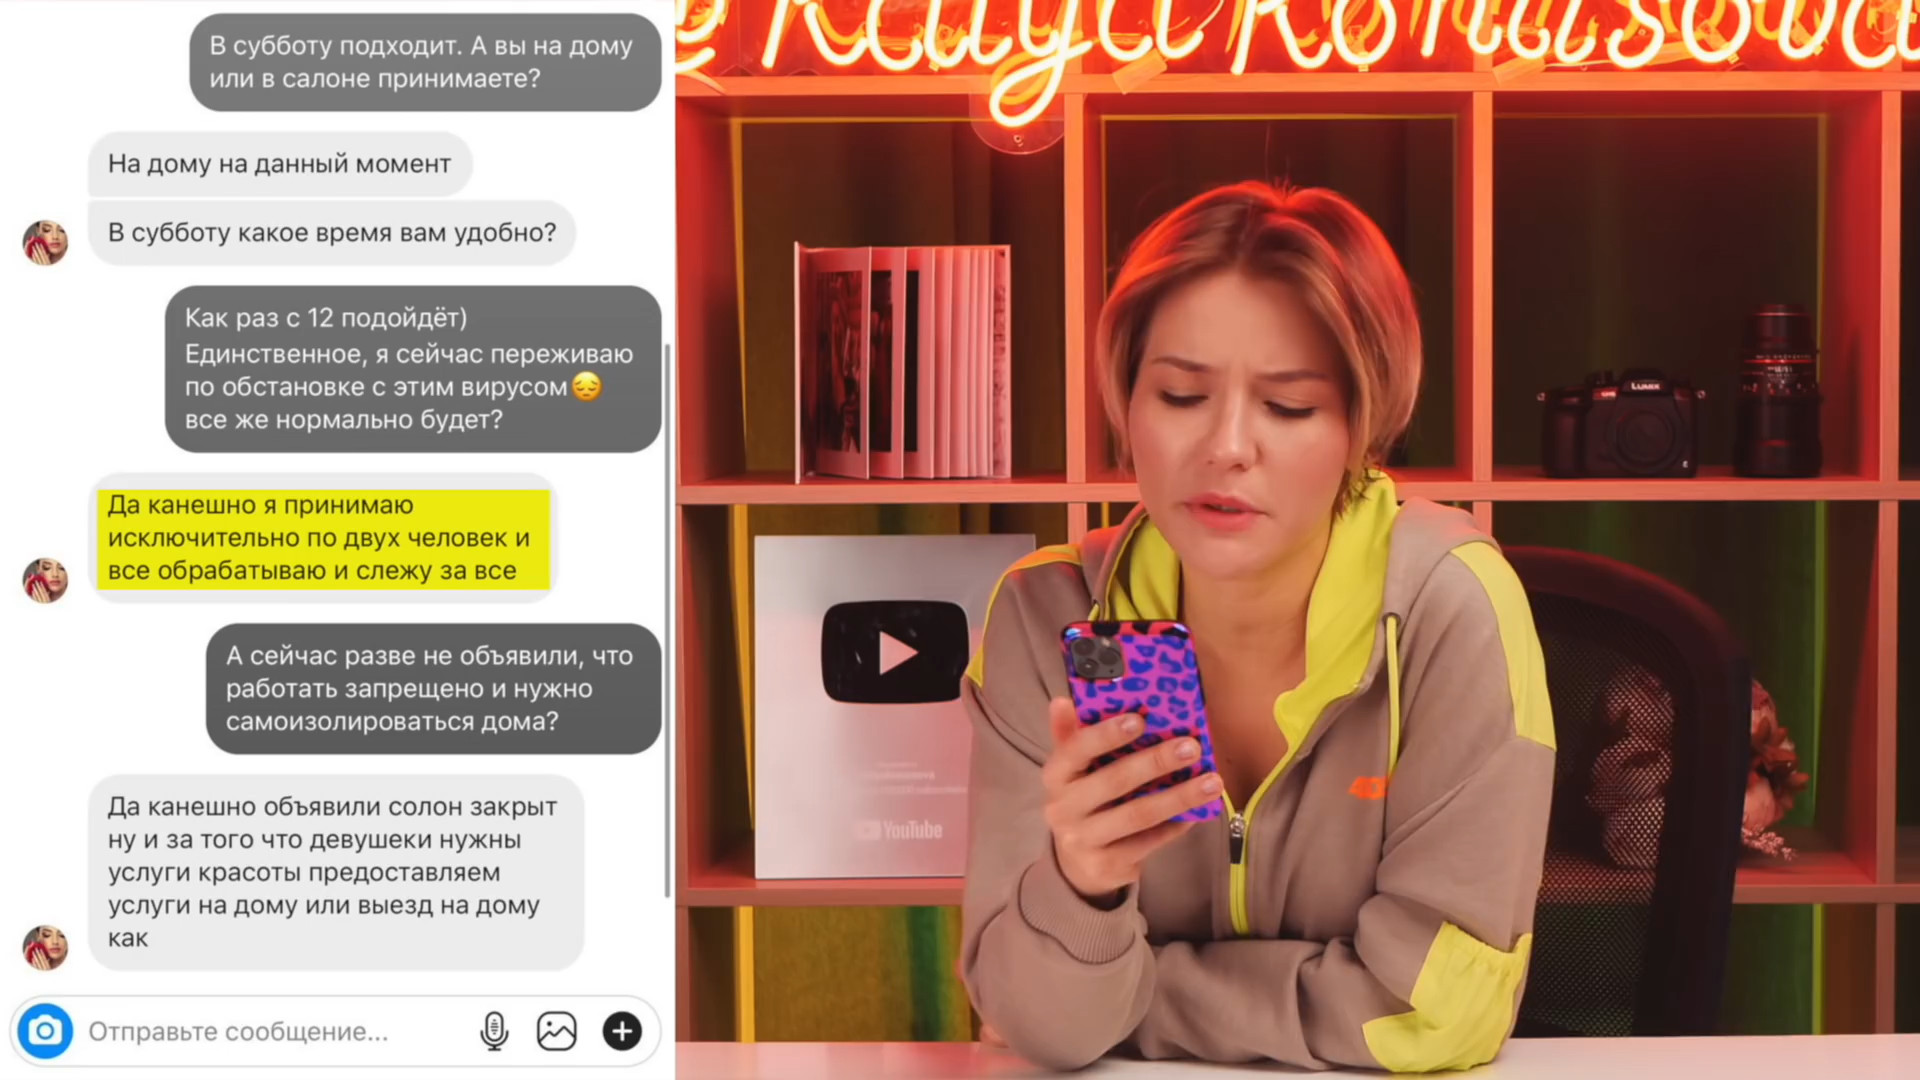 В субботу подходит. А вы на дому
или в салоне принимаете?
На дому на данный момент
В субботу какое время вам удобно?
Как раз с 12 подойдёт)
Единственное, я сейчас переживаю
по обстановке с этим вирусом😔
все же нормально будет?
Да канешно я принимаю
исключительно по двух человек и
все обрабатываю и слежу за все
А сейчас разве не объявили, что
работать запрещено и нужно
самоизолироваться дома?
Да канешно объявили солон закрыт
ну и за того что девушеки нужны
услуги красоты предоставляем
услуги на дому или выезд на дому
как
Отправьте сообщение...
LUMIX
YouTube